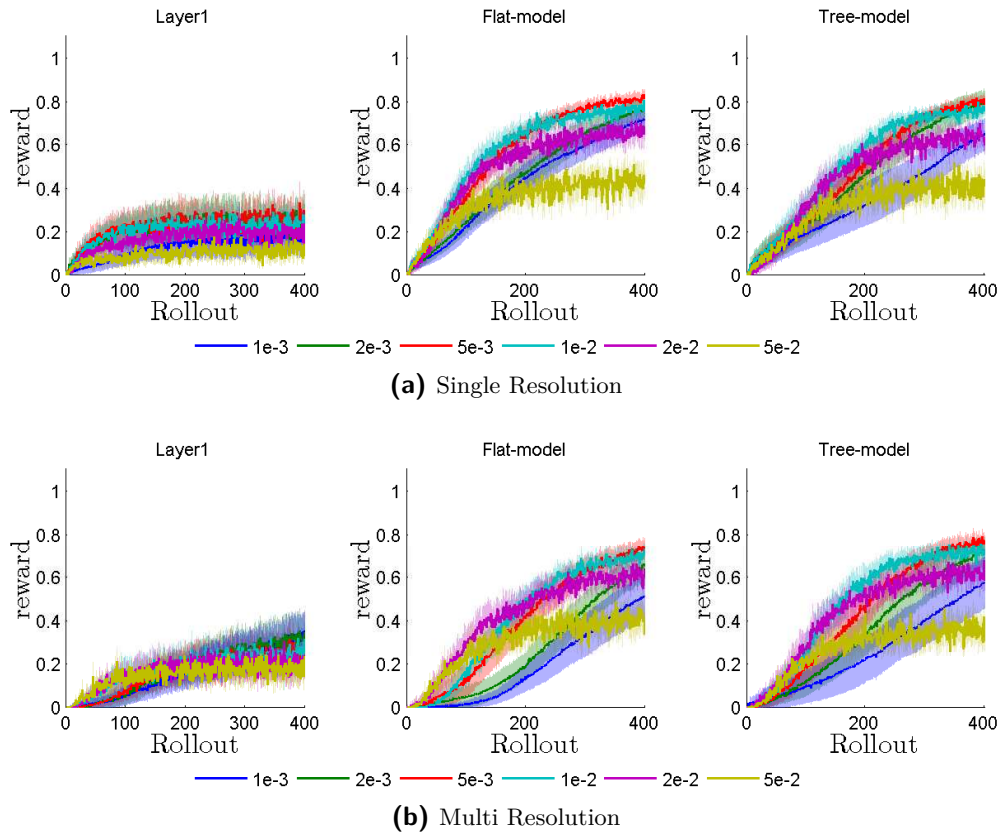 Layer1 Flat-model Tree-model
1 1 1
0.8 0.8 0.8
0.6 0.6 0.6
0.4 0.4 0.4
0.2 0.2 0.2
0 0 0
reward reward reward
0 100 200 300 400 0 200 400 0 200 400
Rollout Rollout Rollout
1e-3 2e-3 5e-3 1e-2 2e-2 5e-2
(a) Single Resolution
Layer1 Flat-model Tree-model
1 1 1
0.8 0.8 0.8
0.6 0.6 0.6
0.4 0.4 0.4
0.2 0.2 0.2
0 0 0
reward reward reward
0 100 200 300 400 0 100 200 300 400 0 200 400
Rollout Rollout Rollout
1e-3 2e-3 5e-3 1e-2 2e-2 5e-2
(b) Multi Resolution